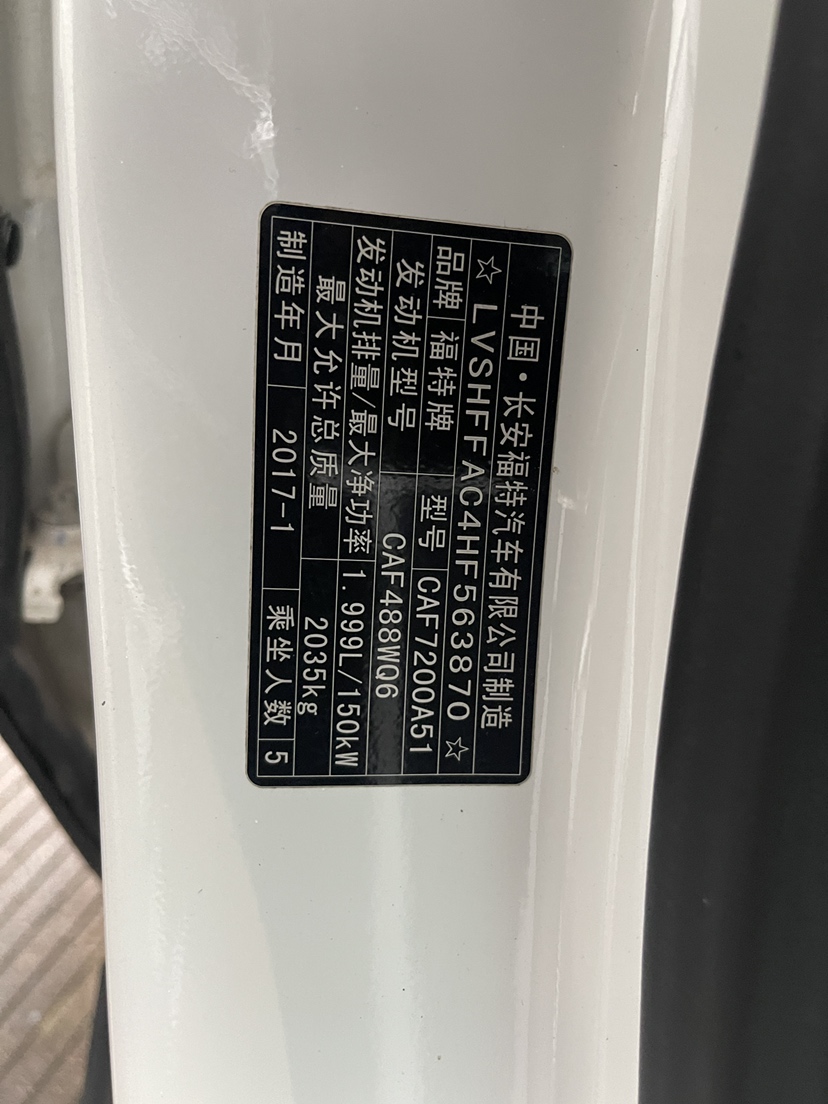 中国·长安福特汽车有限公司制造
☆ LVSHFFAC4HF563870 ☆
品牌 福特牌 型号 CAF7200A51
发动机型号 CAF488WQ6
发动机排量/最大净功率 1.999L/150kW
最大允许总质量 2035kg
制造年月 2017-1 乘坐人数 5